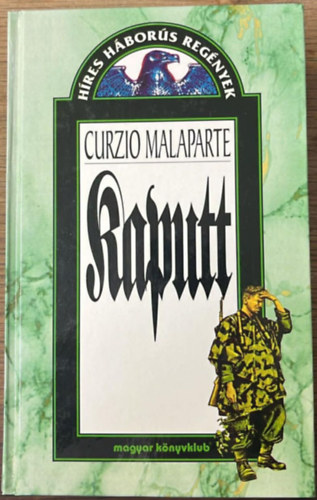 HÍRES HÁBORÚS REGÉNYEK
CURZIO MALAPARTE
Kaputt
magyar könyvklub